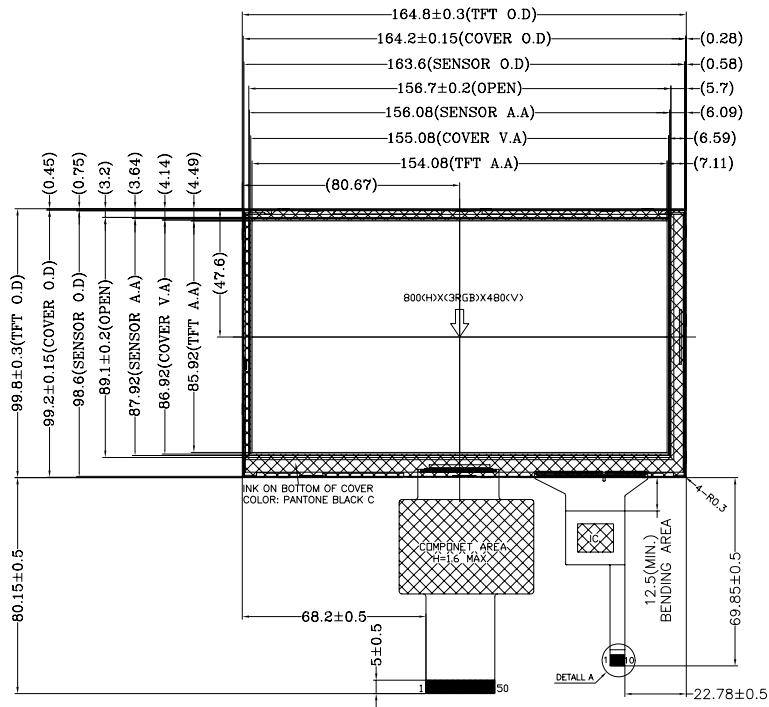 164.8±0.3(TFT O.D)
164.2±0.15(COVER O.D)
(0.28)
163.6(SENSOR O.D)
(0.58)
156.7±0.2(OPEN)
(5.7)
156.08(SENSOR A.A)
(6.09)
155.08(COVER V.A)
(6.59)
154.08(TFT A.A)
(7.11)
(80.67)
(0.45)
(0.75)
(3.2)
(3.64)
(4.14)
(4.49)
99.8±0.3(TFT O.D)
99.2±0.15(COVER O.D)
98.6(SENSOR O.D)
89.1±0.2(OPEN)
87.92(SENSOR A.A)
86.92(COVER V.A)
85.92(TFT A.A)
(47.6)
800(H)X(3RGB)X480(V)
INK ON BOTTOM OF COVER
COLOR: PANTONE BLACK C
4-R0.3
COMPONET AREA
H=1.6 MAX
IC
12.5(MIN.)
BENDING AREA
69.85±0.5
80.15±0.5
68.2±0.5
5±0.5
1
50
1
10
DETALL A
22.78±0.5